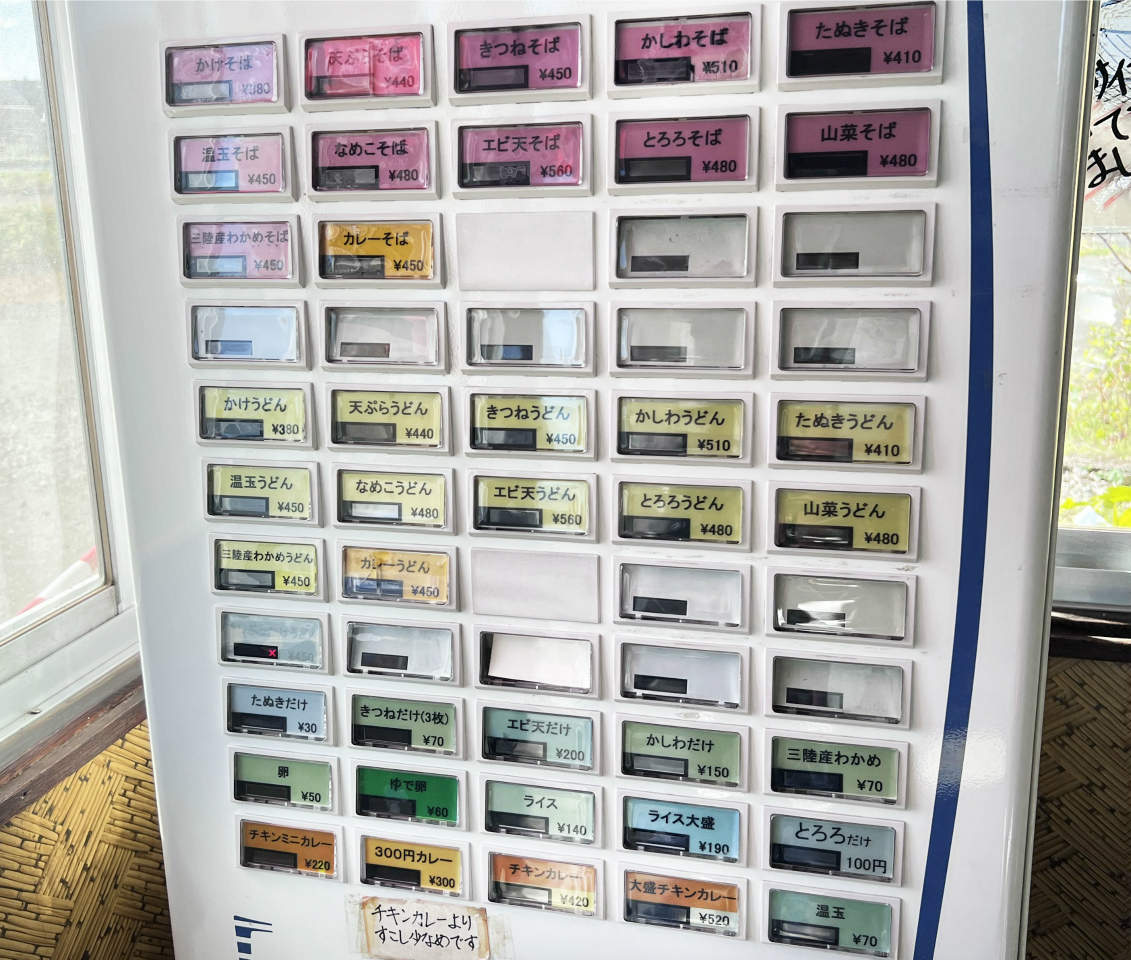 かけそば
¥380
天ぷらそば
¥440
きつねそば
¥450
かしわそば
¥510
たぬきそば
¥410
温玉そば
¥450
なめこそば
¥480
エビ天そば
¥560
とろろそば
¥480
山菜そば
¥480
三陸産わかめそば
¥450
カレーそば
¥450
かけうどん
¥380
天ぷらうどん
¥440
きつねうどん
¥450
かしわうどん
¥510
たぬきうどん
¥410
温玉うどん
¥450
なめこうどん
¥480
エビ天うどん
¥560
とろろうどん
¥480
山菜うどん
¥480
三陸産わかめうどん
¥450
カレーうどん
¥450
×
¥450
たぬきだけ
¥30
きつねだけ(3枚)
¥70
エビ天だけ
¥200
かしわだけ
¥150
三陸産わかめ
¥70
卵
¥50
ゆで卵
¥60
ライス
¥140
ライス大盛
¥190
とろろだけ
100円
チキンミニカレー
¥220
300円カレー
¥300
チキンカレー
¥420
大盛チキンカレー
¥520
温玉
¥70
チキンカレーより
すこし少なめです